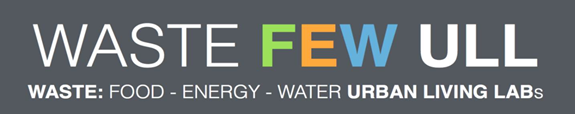 WASTE FEW ULL
WASTE: FOOD - ENERGY - WATER URBAN LIVING LABs